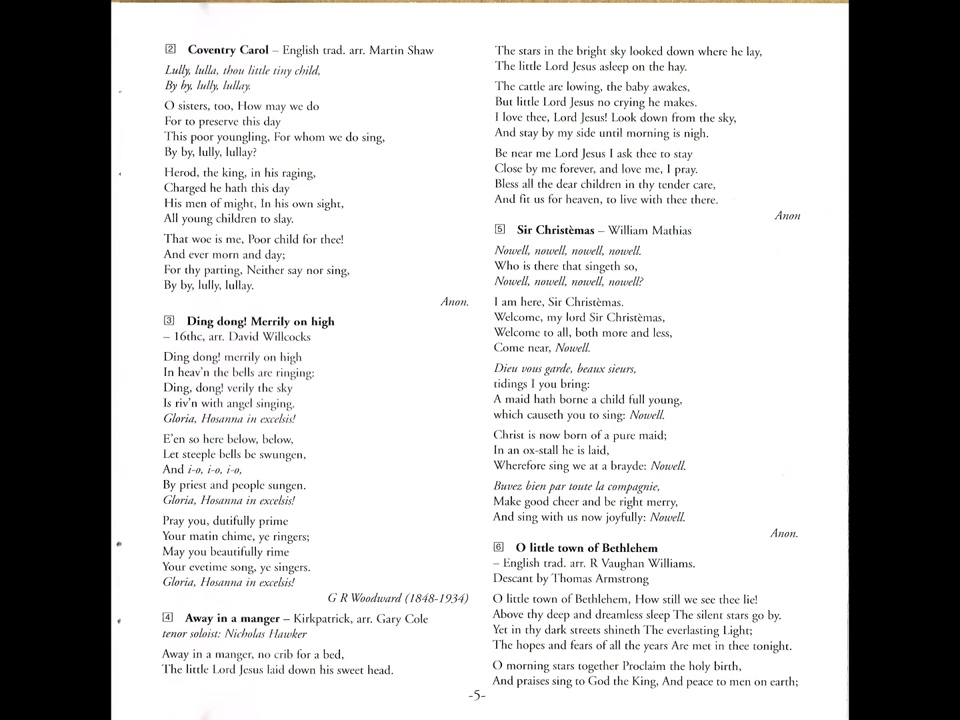 2 Coventry Carol – English trad. arr. Martin Shaw
Lully, lulla, thou little tiny child,
By by, lully, lullay.
O sisters, too, How may we do
For to preserve this day
This poor youngling, For whom we do sing,
By by, lully, lullay?
Herod, the king, in his raging,
Charged he hath this day
His men of might, In his own sight,
All young children to slay.
That woe is me, Poor child for thee!
And ever morn and day;
For thy parting, Neither say nor sing,
By by, lully, lullay.
Anon.
3 Ding dong! Merrily on high
– 16thc, arr. David Willcocks
Ding dong! merrily on high
In heav'n the bells are ringing:
Ding, dong! verily the sky
Is riv'n with angel singing.
Gloria, Hosanna in excelsis!
E'en so here below, below,
Let steeple bells be swungen,
And i-o, i-o, i-o,
By priest and people sungen.
Gloria, Hosanna in excelsis!
Pray you, dutifully prime
Your matin chime, ye ringers;
May you beautifully rime
Your evetime song, ye singers.
Gloria, Hosanna in excelsis!
G R Woodward (1848-1934)
4 Away in a manger – Kirkpatrick, arr. Gary Cole
tenor soloist: Nicholas Hawker
Away in a manger, no crib for a bed,
The little Lord Jesus laid down his sweet head.
The stars in the bright sky looked down where he lay,
The little Lord Jesus asleep on the hay.
The cattle are lowing, the baby awakes,
But little Lord Jesus no crying he makes.
I love thee, Lord Jesus! Look down from the sky,
And stay by my side until morning is nigh.
Be near me Lord Jesus I ask thee to stay
Close by me forever, and love me, I pray.
Bless all the dear children in thy tender care,
And fit us for heaven, to live with thee there.
Anon
5 Sir Christèmas – William Mathias
Nowell, nowell, nowell, nowell.
Who is there that singeth so,
Nowell, nowell, nowell, nowell?
I am here, Sir Christèmas.
Welcome, my lord Sir Christèmas,
Welcome to all, both more and less,
Come near, Nowell.
Dieu vous garde, beaux sieurs,
tidings I you bring:
A maid hath borne a child full young,
which causeth you to sing: Nowell.
Christ is now born of a pure maid;
In an ox-stall he is laid,
Wherefore sing we at a brayde: Nowell.
Buvez bien par toute la compagnie,
Make good cheer and be right merry,
And sing with us now joyfully: Nowell.
Anon.
6 O little town of Bethlehem
– English trad. arr. R Vaughan Williams.
Descant by Thomas Armstrong
O little town of Bethlehem, How still we see thee lie!
Above thy deep and dreamless sleep The silent stars go by.
Yet in thy dark streets shineth The everlasting Light;
The hopes and fears of all the years Are met in thee tonight.
O morning stars together Proclaim the holy birth,
And praises sing to God the King, And peace to men on earth;
-5-